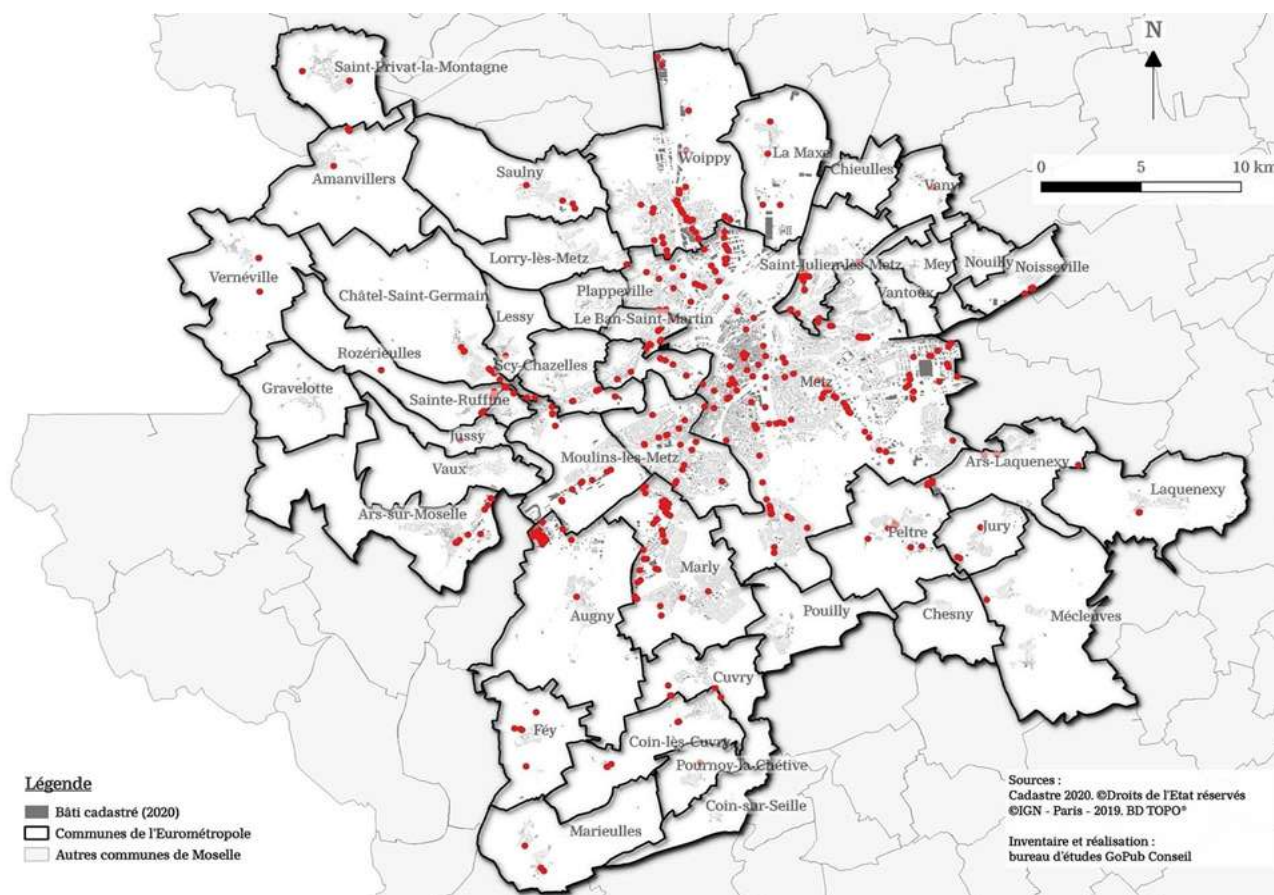 N
0 5 10 km
Saint-Privat-la-Montagne
Amanvillers
Saulny
Woippy
La Maxe
Chieulles
Vany
Lorry-lès-Metz
Saint-Julien-lès-Metz
Mey
Nouilly
Noisseville
Vernéville
Châtel-Saint-Germain
Plappeville
Vantoux
Lessy
Le Ban-Saint-Martin
Rozérieulles
Scy-Chazelles
Gravelotte
Sainte-Ruffine
Metz
Jussy
Vaux
Moulins-lès-Metz
Ars-Laquenexy
Laquenexy
Ars-sur-Moselle
Peltre
Jury
Marly
Augny
Pouilly
Chesny
Mécleuves
Cuvry
Féy
Coin-lès-Cuvry
Pournoy-la-Chétive
Coin-sur-Seille
Marieulles
Légende
Bâti cadastré (2020)
Communes de l'Eurométropole
Autres communes de Moselle
Sources :
Cadastre 2020. ©Droits de l'Etat réservés
©IGN - Paris - 2019. BD TOPO®
Inventaire et réalisation :
bureau d'études GoPub Conseil